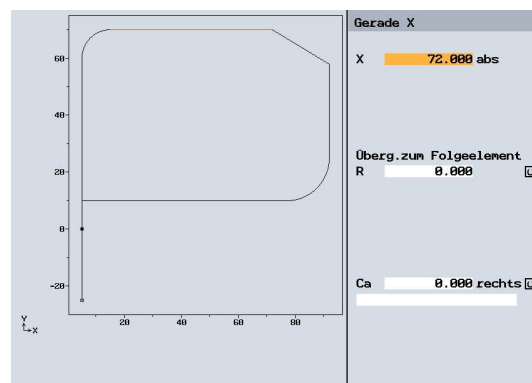 Gerade X
X 72.000 abs
Überg.zum Folgeelement
R 0.000
Ca 0.000 rechts
60
40
20
0
-20
20 40 60 80
Y
X